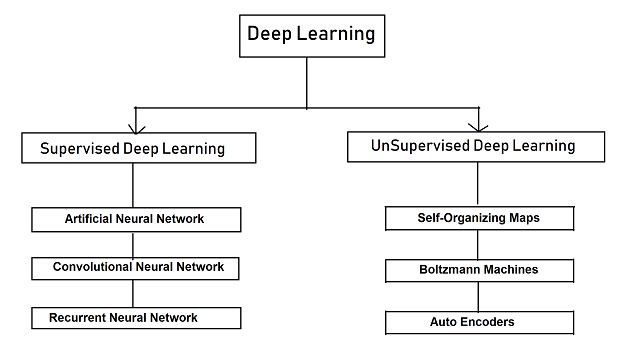 Deep Learning
Supervised Deep Learning
UnSupervised Deep Learning
Artificial Neural Network
Self-Organizing Maps
Convolutional Neural Network
Boltzmann Machines
Recurrent Neural Network
Auto Encoders